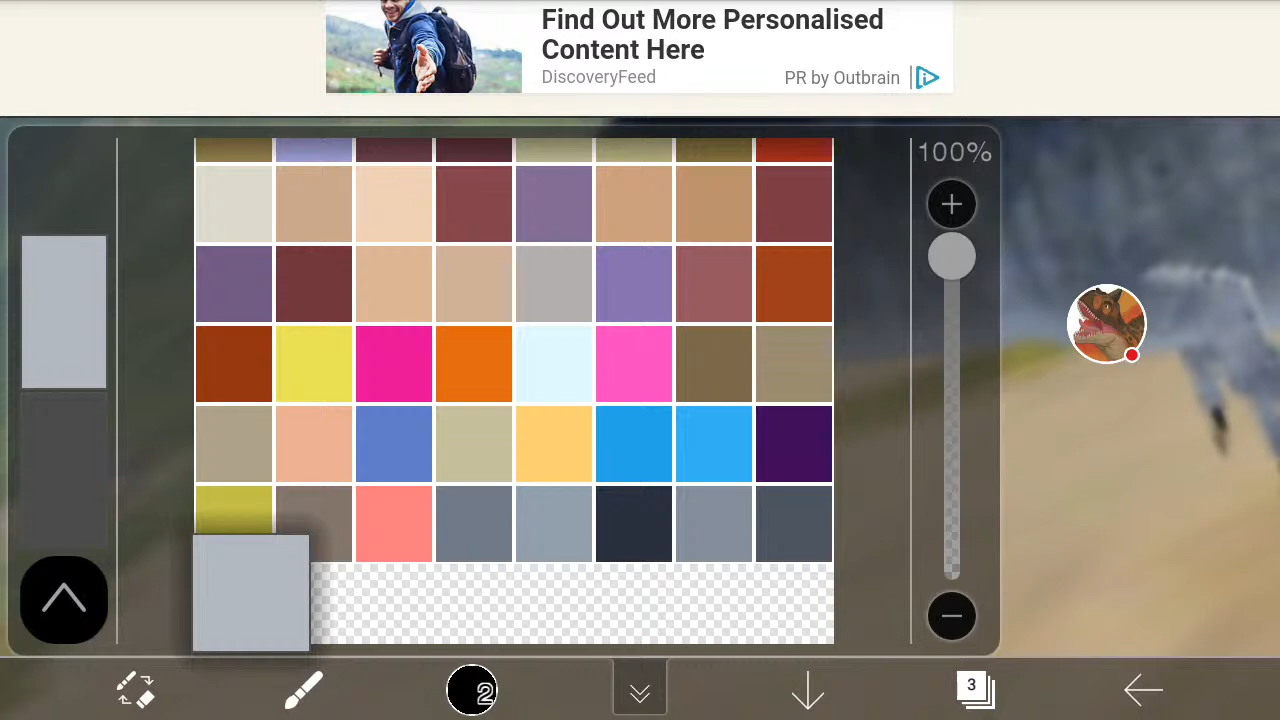 Find Out More Personalised
Content Here
DiscoveryFeed
PR by Outbrain
100%
2
3